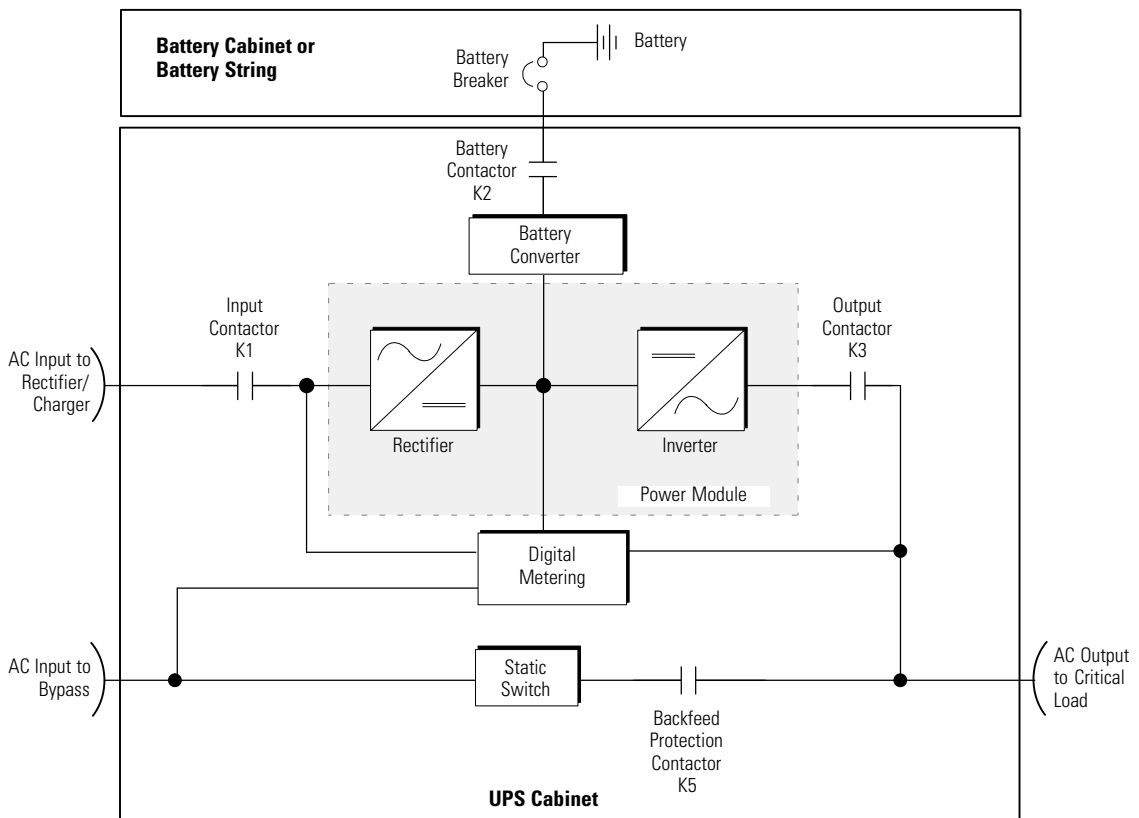 Battery Cabinet or
Battery String
Battery
Breaker
Battery
Battery
Contactor
K2
Battery
Converter
Input
Contactor
K1
Output
Contactor
K3
AC Input to
Rectifier/
Charger
Rectifier
Inverter
Power Module
Digital
Metering
AC Input to
Bypass
Static
Switch
Backfeed
Protection
Contactor
K5
AC Output
to Critical
Load
UPS Cabinet